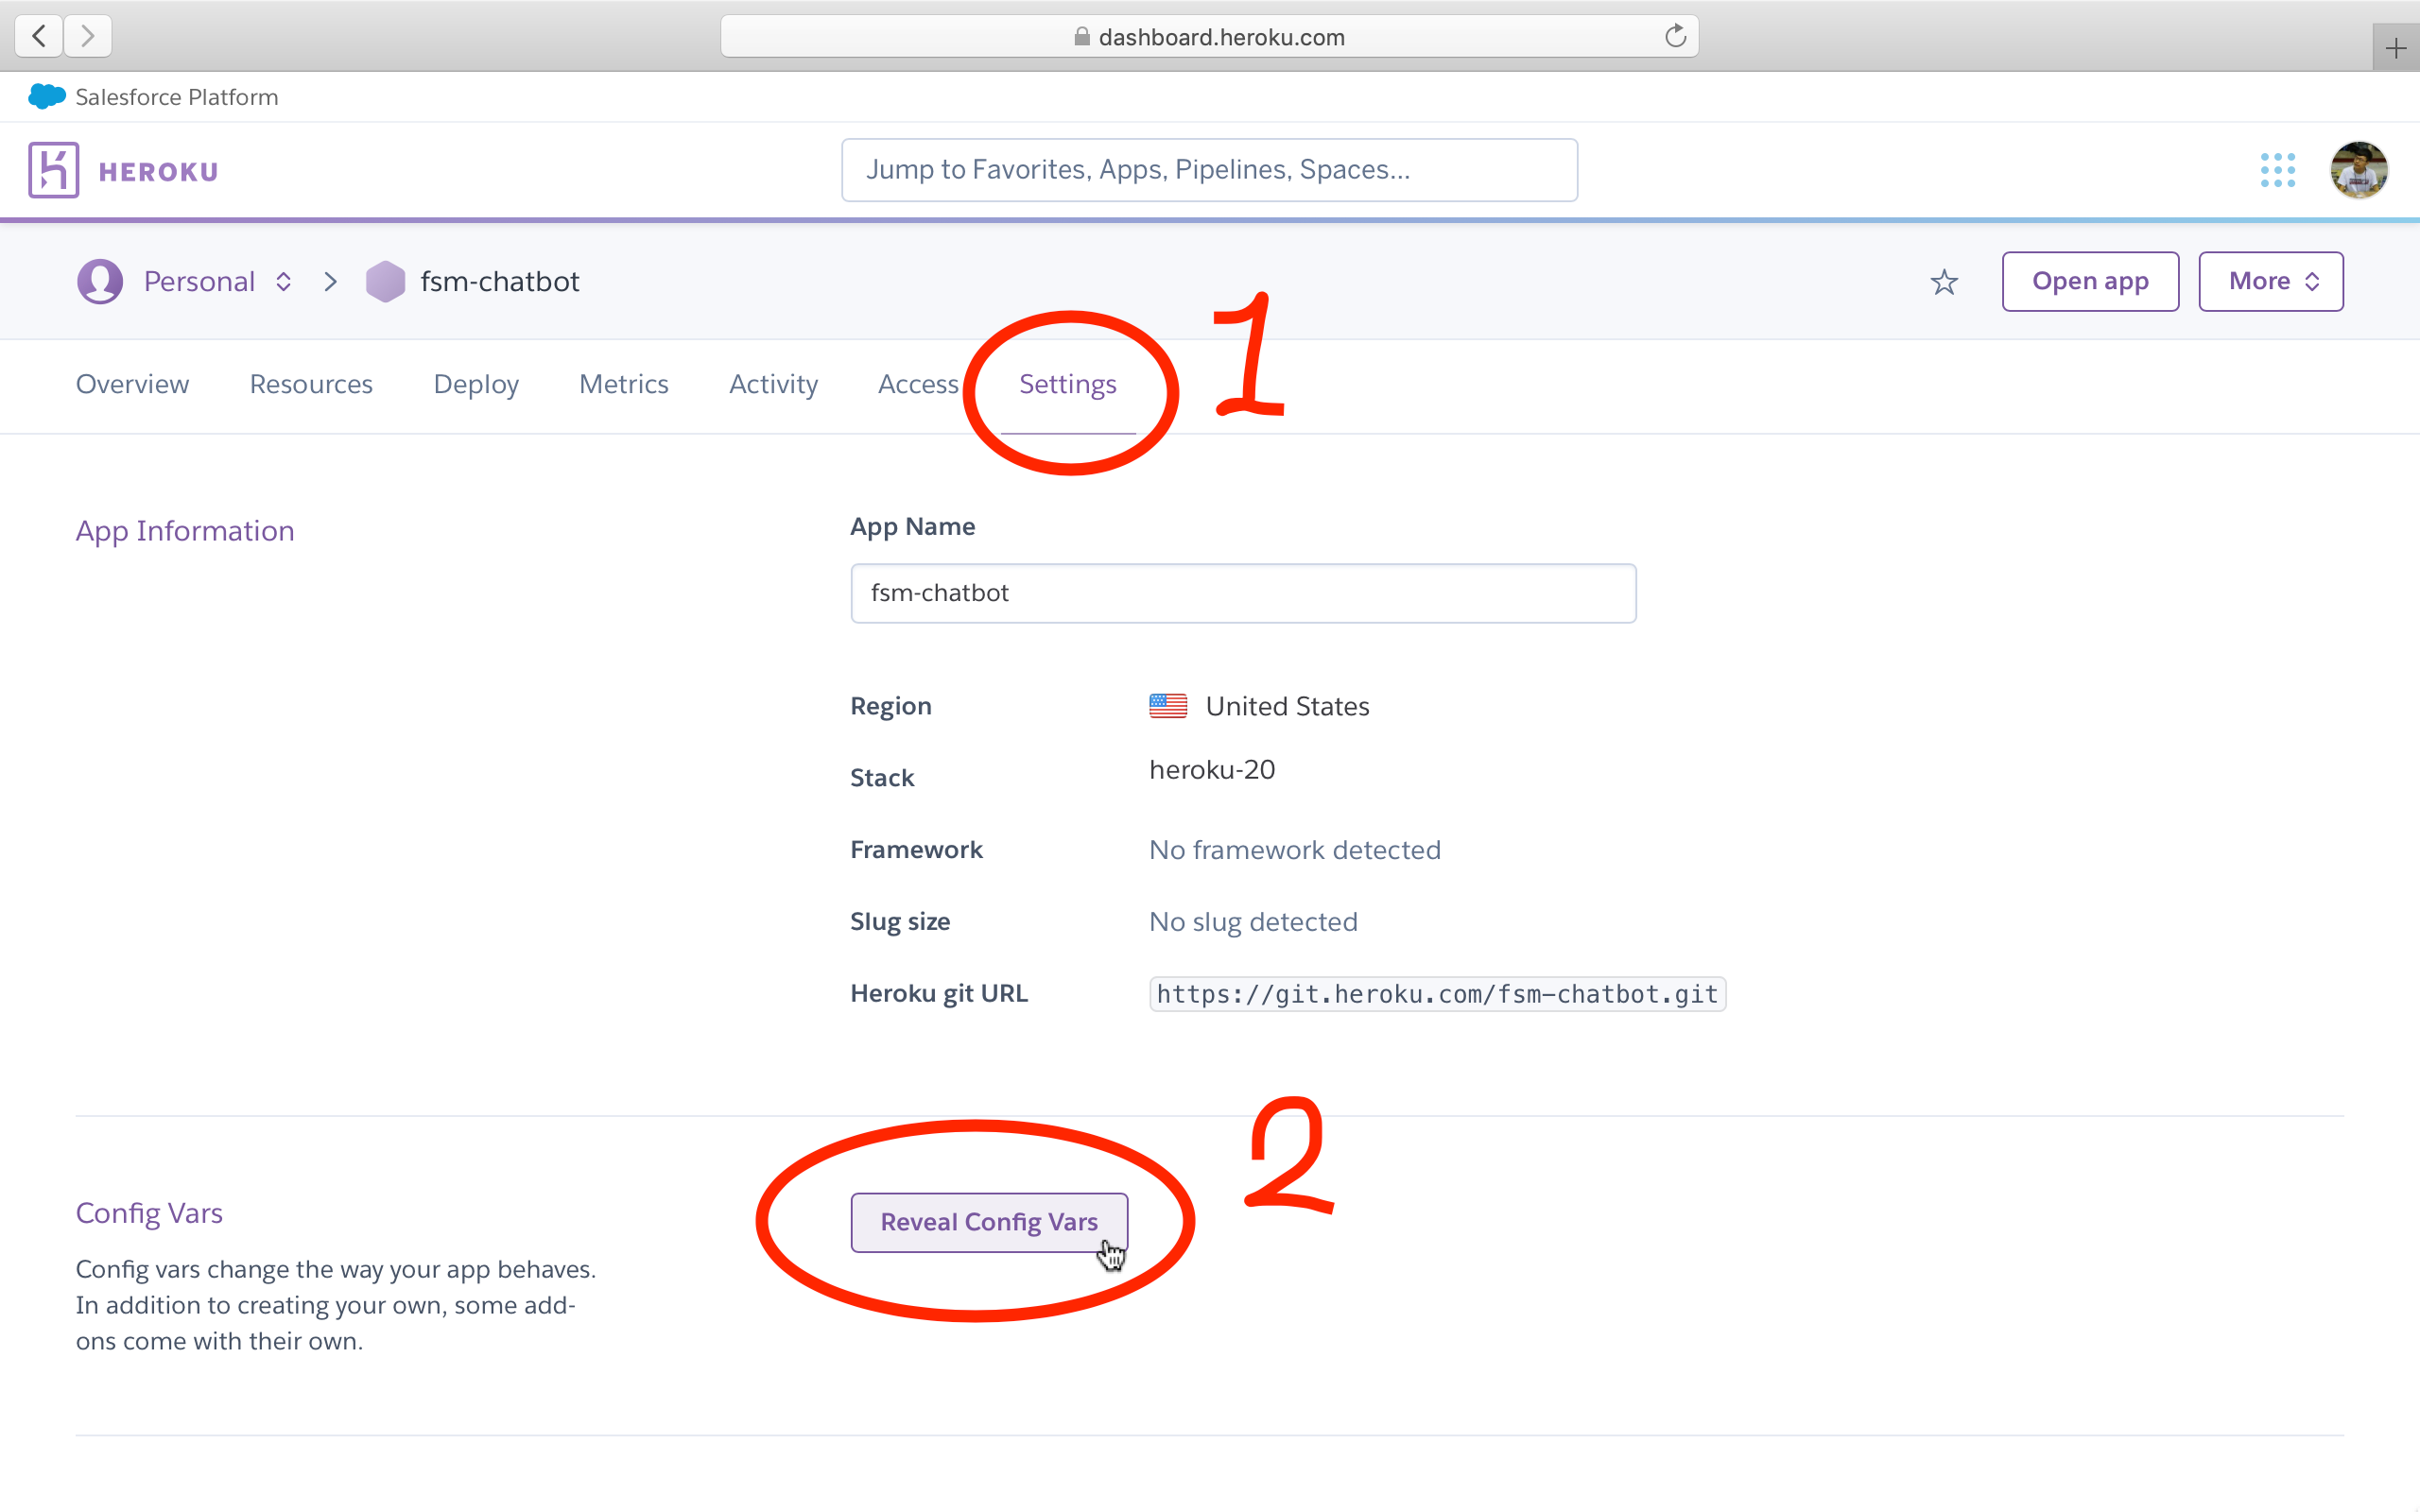 dashboard.heroku.com
Salesforce Platform
HEROKU
Jump to Favorites, Apps, Pipelines, Spaces...
Personal
fsm-chatbot
Open app
More
1
Overview
Resources
Deploy
Metrics
Activity
Access
Settings
App Information
App Name
fsm-chatbot
Region
United States
Stack
heroku-20
Framework
No framework detected
Slug size
No slug detected
Heroku git URL
https://git.heroku.com/fsm-chatbot.git
2
Config Vars
Reveal Config Vars
Config vars change the way your app behaves.
In addition to creating your own, some add-
ons come with their own.